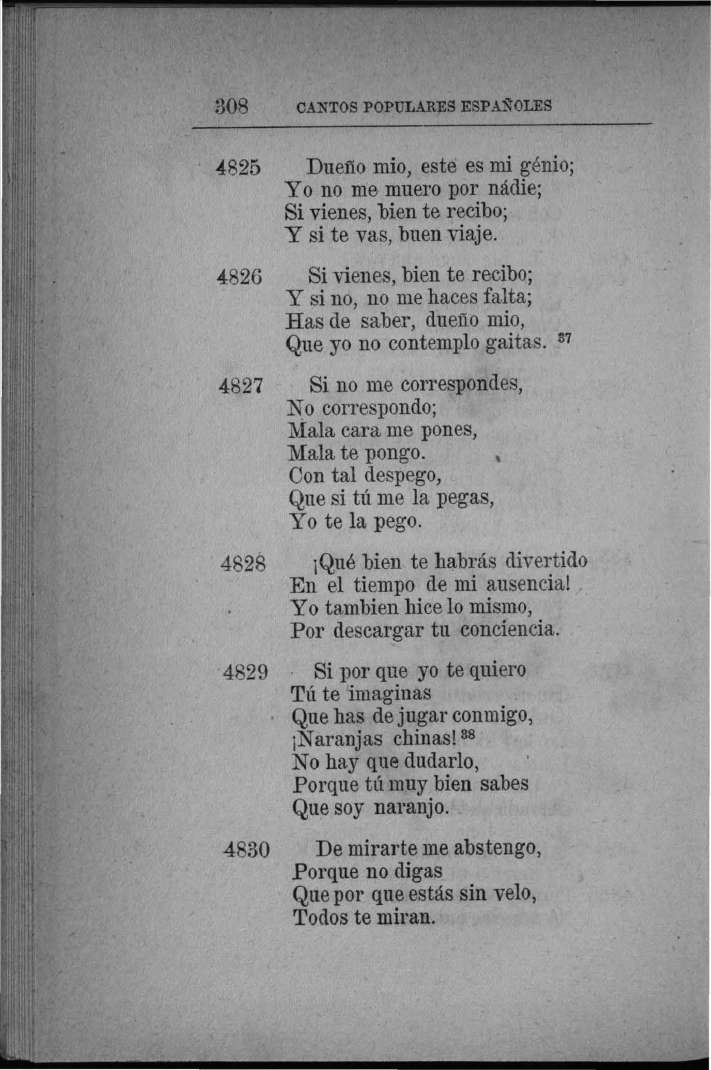 308 CANTOS POPULARES ESPAÑOLES
4825 Dueño mio, este es mi génio;
Yo no me muero por nádie;
Si vienes, bien te recibo;
Y si te vas, buen viaje.
4826 Si vienes, bien te recibo;
Y si no, no me haces falta;
Has de saber, dueño mio,
Que yo no contemplo gaitas. 37
4827 Si no me correspondes,
No correspondo;
Mala cara me pones,
Mala te pongo.
Con tal despego,
Que si tú me la pegas,
Yo te la pego.
4828 ¡Qué bien te habrás divertido
En el tiempo de mi ausencia!
Yo tambien hice lo mismo,
Por descargar tu conciencia.
4829 Si por que yo te quiero
Tú te imaginas
Que has de jugar conmigo,
¡Naranjas chinas! 38
No hay que dudarlo,
Porque tú muy bien sabes
Que soy naranjo.
4830 De mirarte me abstengo,
Porque no digas
Que por que estás sin velo,
Todos te miran.